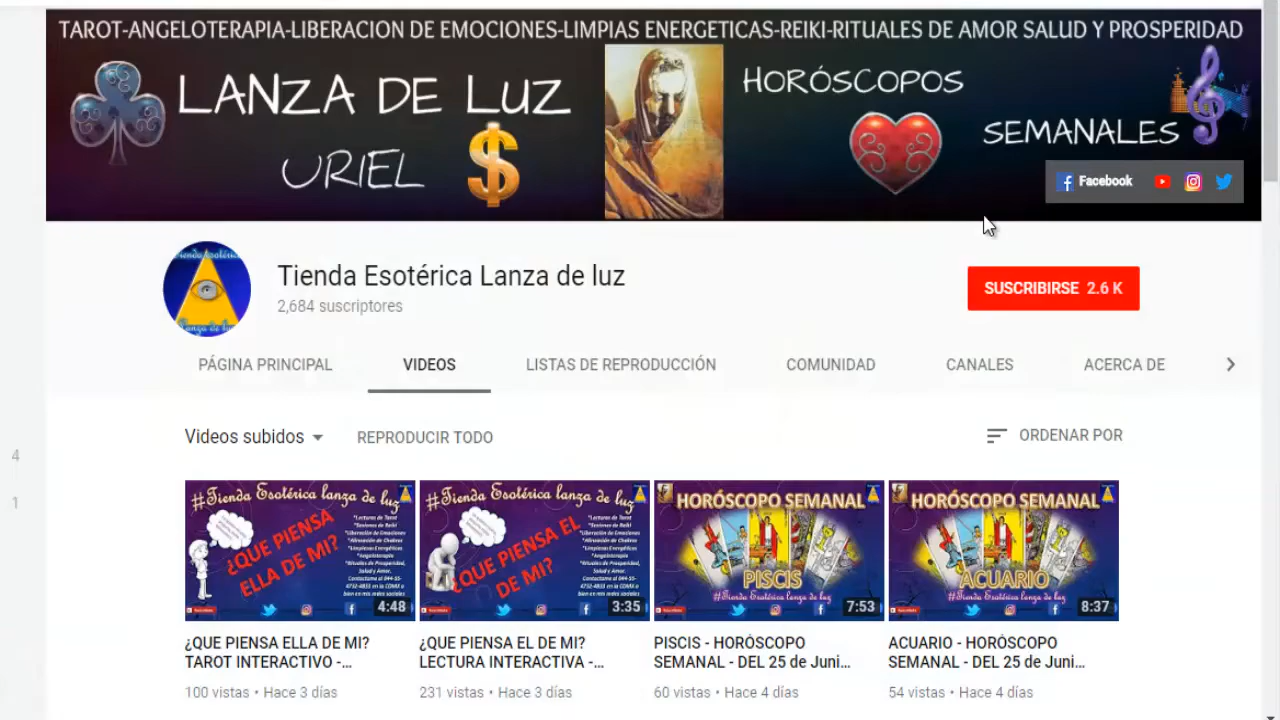 TAROT-ANGELOTERAPIA-LIBERACION DE EMOCIONES-LIMPIAS ENERGETICAS-REIKI-RITUALES DE AMOR SALUD Y PROSPERIDAD
LANZA DE LUZ
URIEL
HORÓSCOPOS
SEMANALES
Facebook
Tienda Esotérica Lanza de luz
2,684 suscriptores
SUSCRIBIRSE 2.6 K
PÁGINA PRINCIPAL VIDEOS LISTAS DE REPRODUCCIÓN COMUNIDAD CANALES ACERCA DE
Videos subidos REPRODUCIR TODO ORDENAR POR
4
1
#Tienda Esotérica lanza de luz
¿QUE PIENSA
ELLA DE MI?
4:48
#Tienda Esotérica lanza de luz
¿QUE PIENSA EL
DE MI?
3:35
HORÓSCOPO SEMANAL
PISCIS
#Tienda Esotérica lanza de luz
7:53
HORÓSCOPO SEMANAL
ACUARIO
#Tienda Esotérica lanza de luz
8:37
¿QUE PIENSA ELLA DE MI?
TAROT INTERACTIVO -...
100 vistas • Hace 3 días
¿QUE PIENSA EL DE MI?
LECTURA INTERACTIVA -...
231 vistas • Hace 3 días
PISCIS - HORÓSCOPO
SEMANAL - DEL 25 de Juni...
60 vistas • Hace 4 días
ACUARIO - HORÓSCOPO
SEMANAL - DEL 25 de Juni...
54 vistas • Hace 4 días